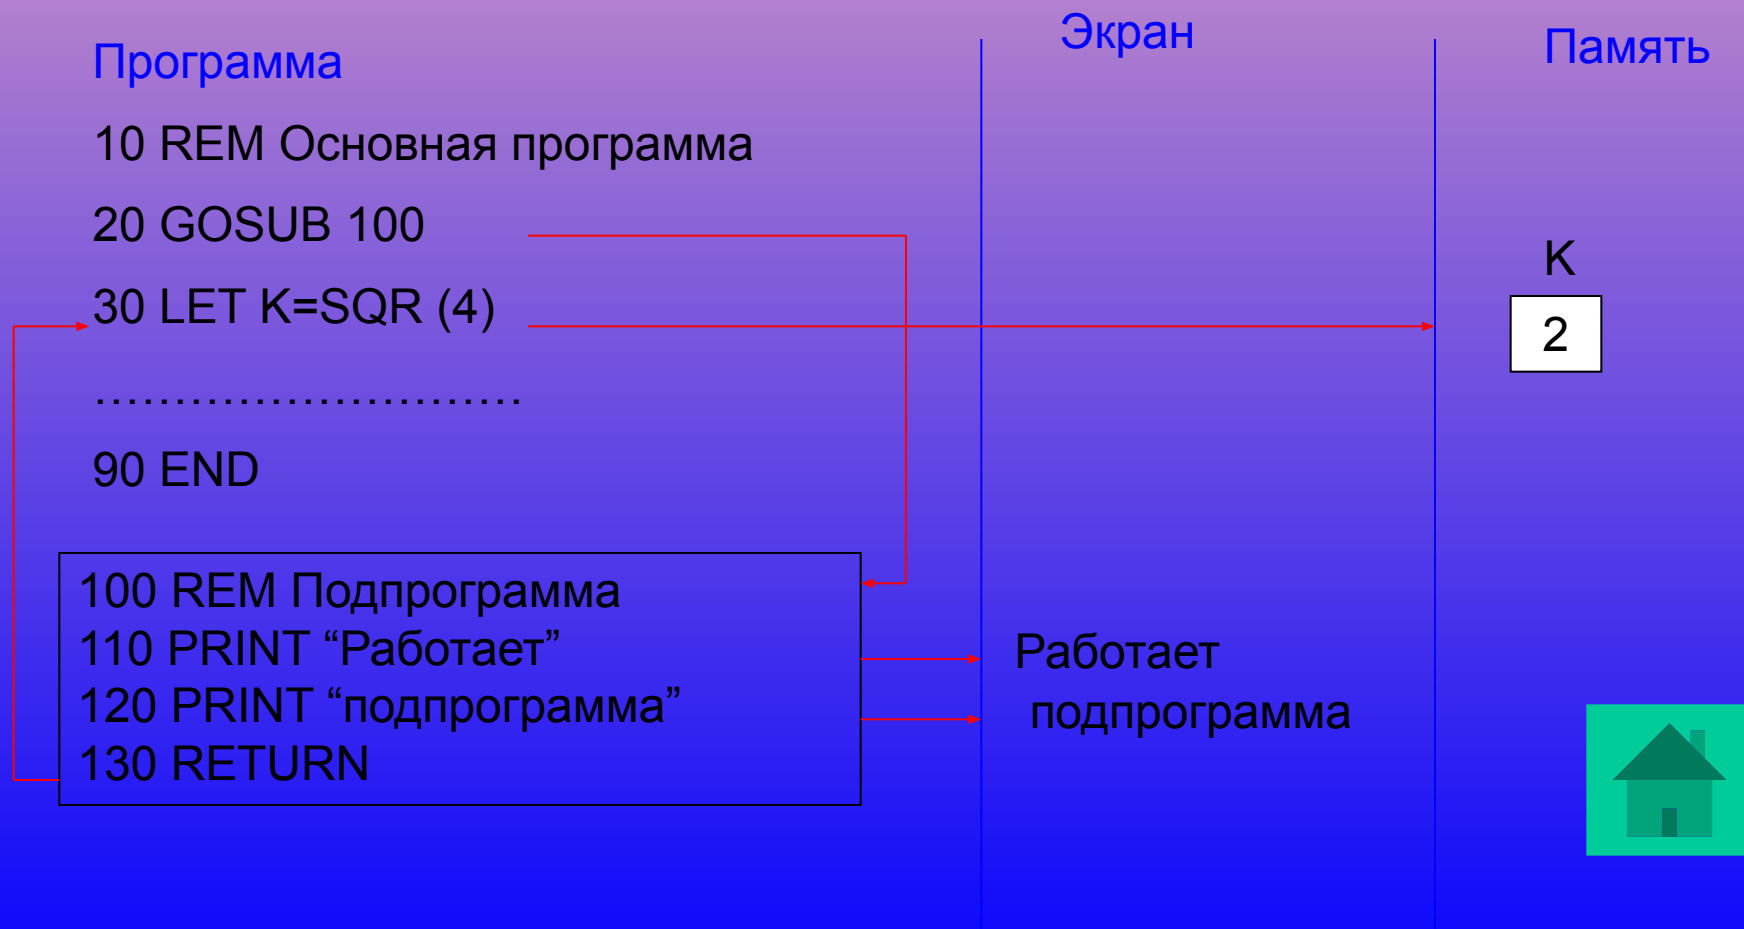 Программа
10 REM Основная программа
20 GOSUB 100
30 LET K=SQR (4)
………………………
90 END
100 REM Подпрограмма
110 PRINT “Работает”
120 PRINT “подпрограмма”
130 RETURN
Экран
Работает
подпрограмма
Память
K
2